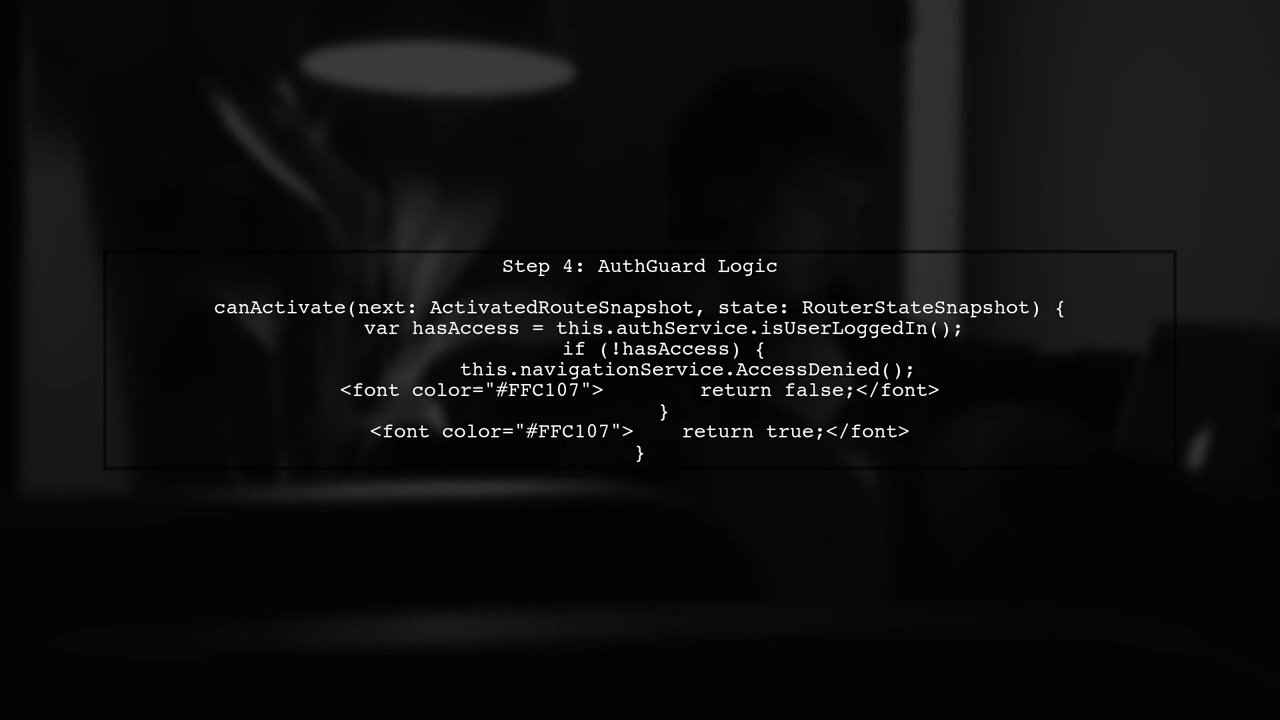 Step 4: AuthGuard Logic
canActivate(next: ActivatedRouteSnapshot, state: RouterStateSnapshot) {
var hasAccess = this.authService.isUserLoggedIn();
if (!hasAccess) {
this.navigationService.AccessDenied();
<font color="#FFC107">        return false;</font>
}
<font color="#FFC107">    return true;</font>
}